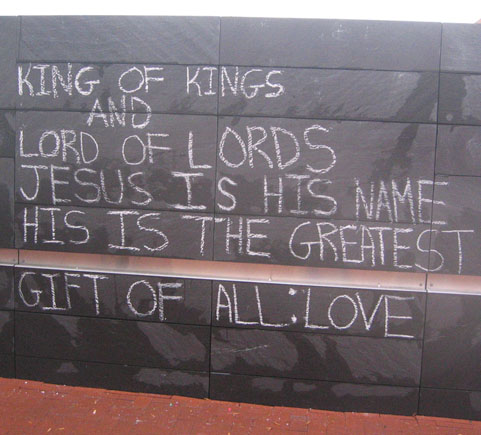 KING OF KINGS
AND
LORD OF LORDS
JESUS IS HIS NAME
HIS IS THE GREATEST
GIFT OF ALL: LOVE